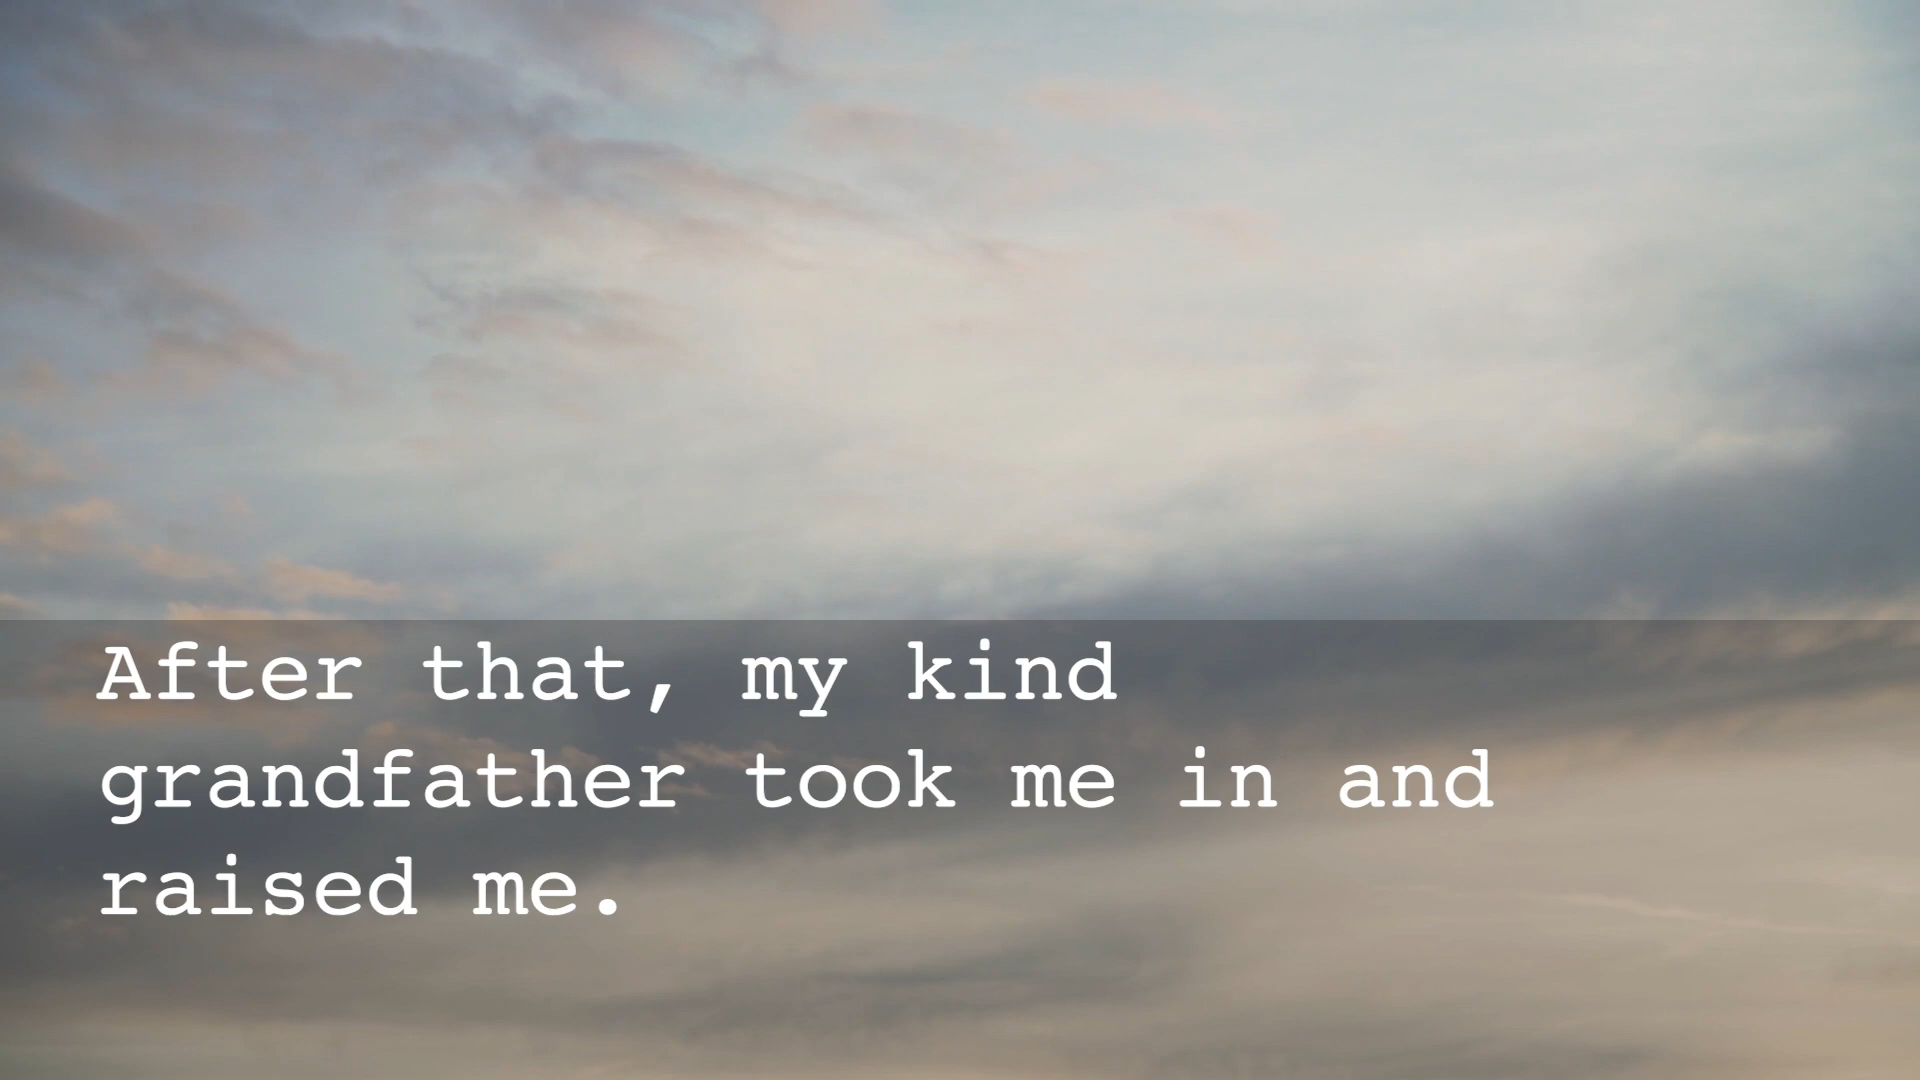 After that, my kind
grandfather took me in and
raised me.